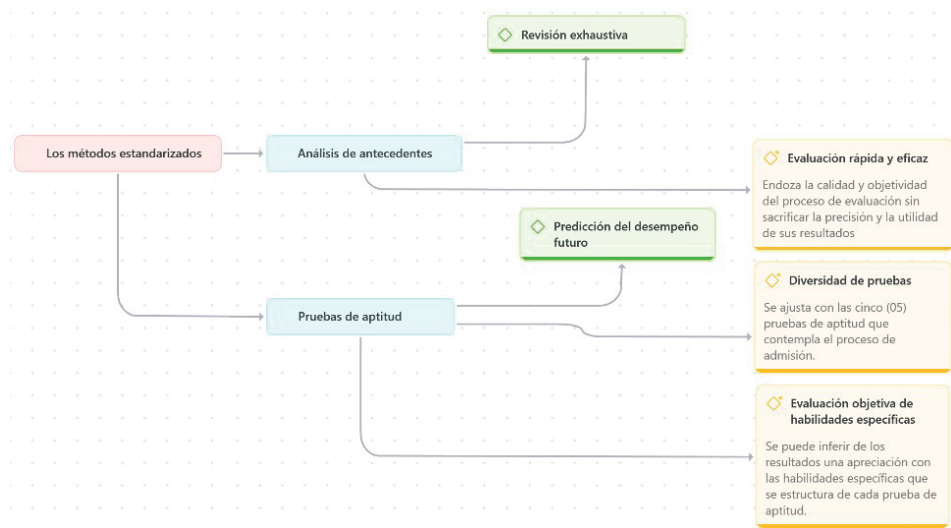 Revisión exhaustiva
Los métodos estandarizados
Análisis de antecedentes
Evaluación rápida y eficaz
Endoza la calidad y objetividad
del proceso de evaluación sin
sacrificar la precisión y la utilidad
de sus resultados
Predicción del desempeño
futuro
Diversidad de pruebas
Se ajusta con las cinco (05)
pruebas de aptitud que
contempla el proceso de
admisión.
Pruebas de aptitud
Evaluación objetiva de
habilidades específicas
Se puede inferir de los
resultados una apreciación con
las habilidades específicas que
se estructura de cada prueba de
aptitud.